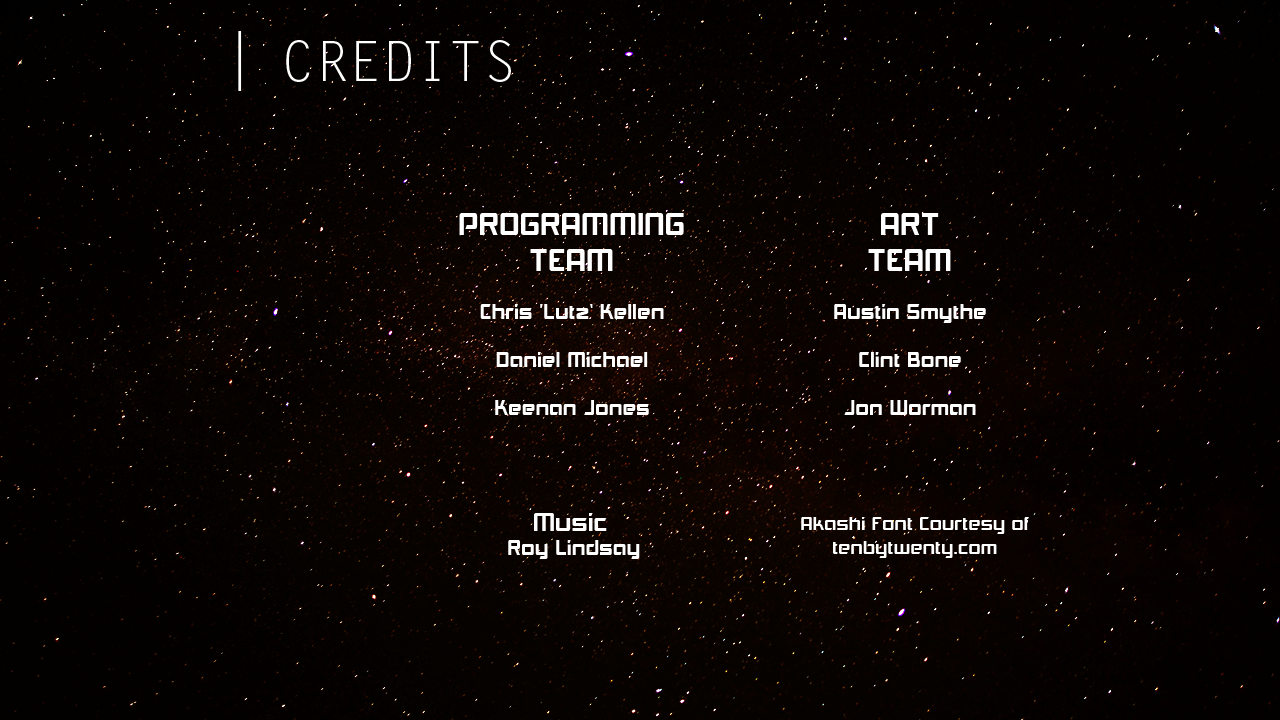 | CREDITS
PROGRAMMING
TEAM
Chris 'Lutz' Kellen
Daniel Michael
Keenan Jones
ART
TEAM
Austin Smythe
Clint Bone
Jon Worman
Music
Roy Lindsay
Akashi Font Courtesy of
tenbytwenty.com